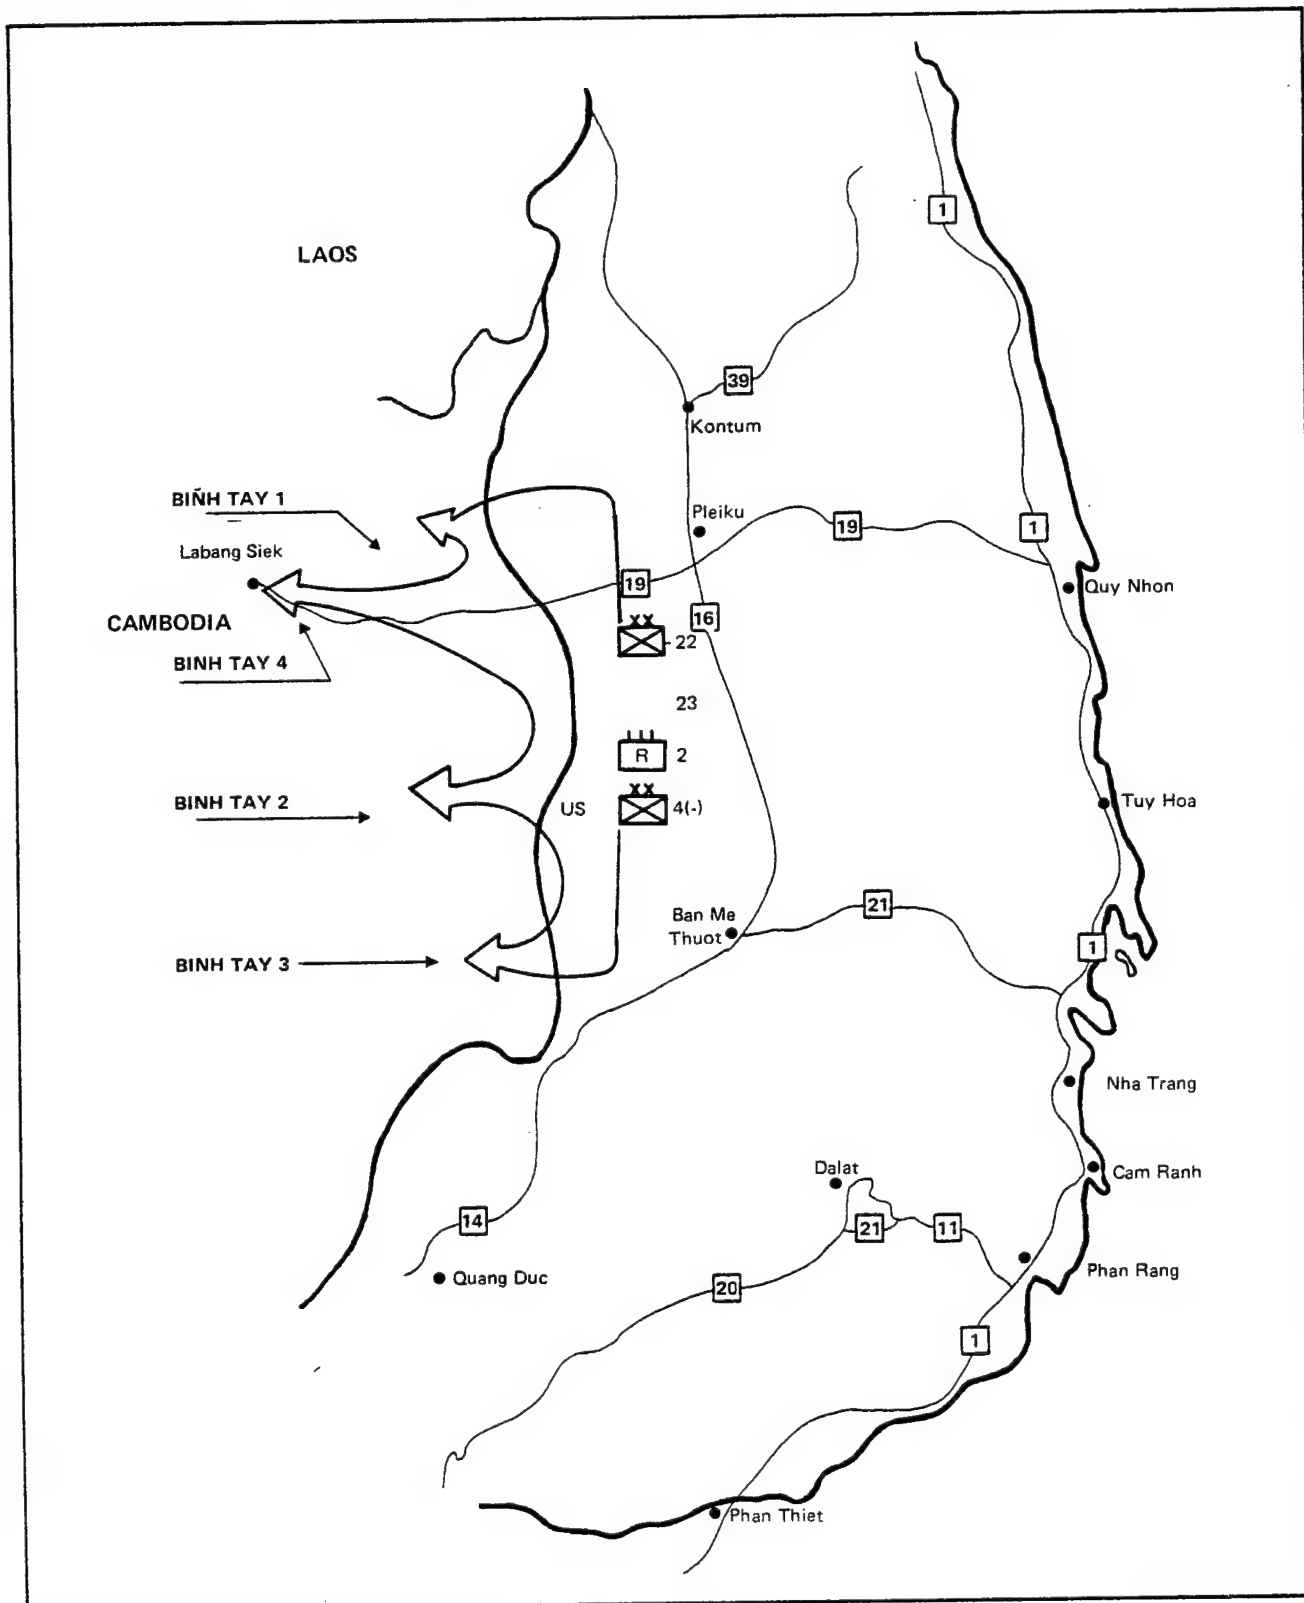 1
LAOS
39
Kontum
BIÑH TAY 1
Pleiku
19
1
Labang Siek
19
Quy Nhon
CAMBODIA
16
XX
22
BINH TAY 4
23
R
2
XX
BINH TAY 2
US
4(-)
Tuy Hoa
21
Ban Me
Thuot
1
BINH TAY 3
Nha Trang
Dalat
Cam Ranh
14
21
11
Quang Duc
Phan Rang
20
1
Phan Thiet